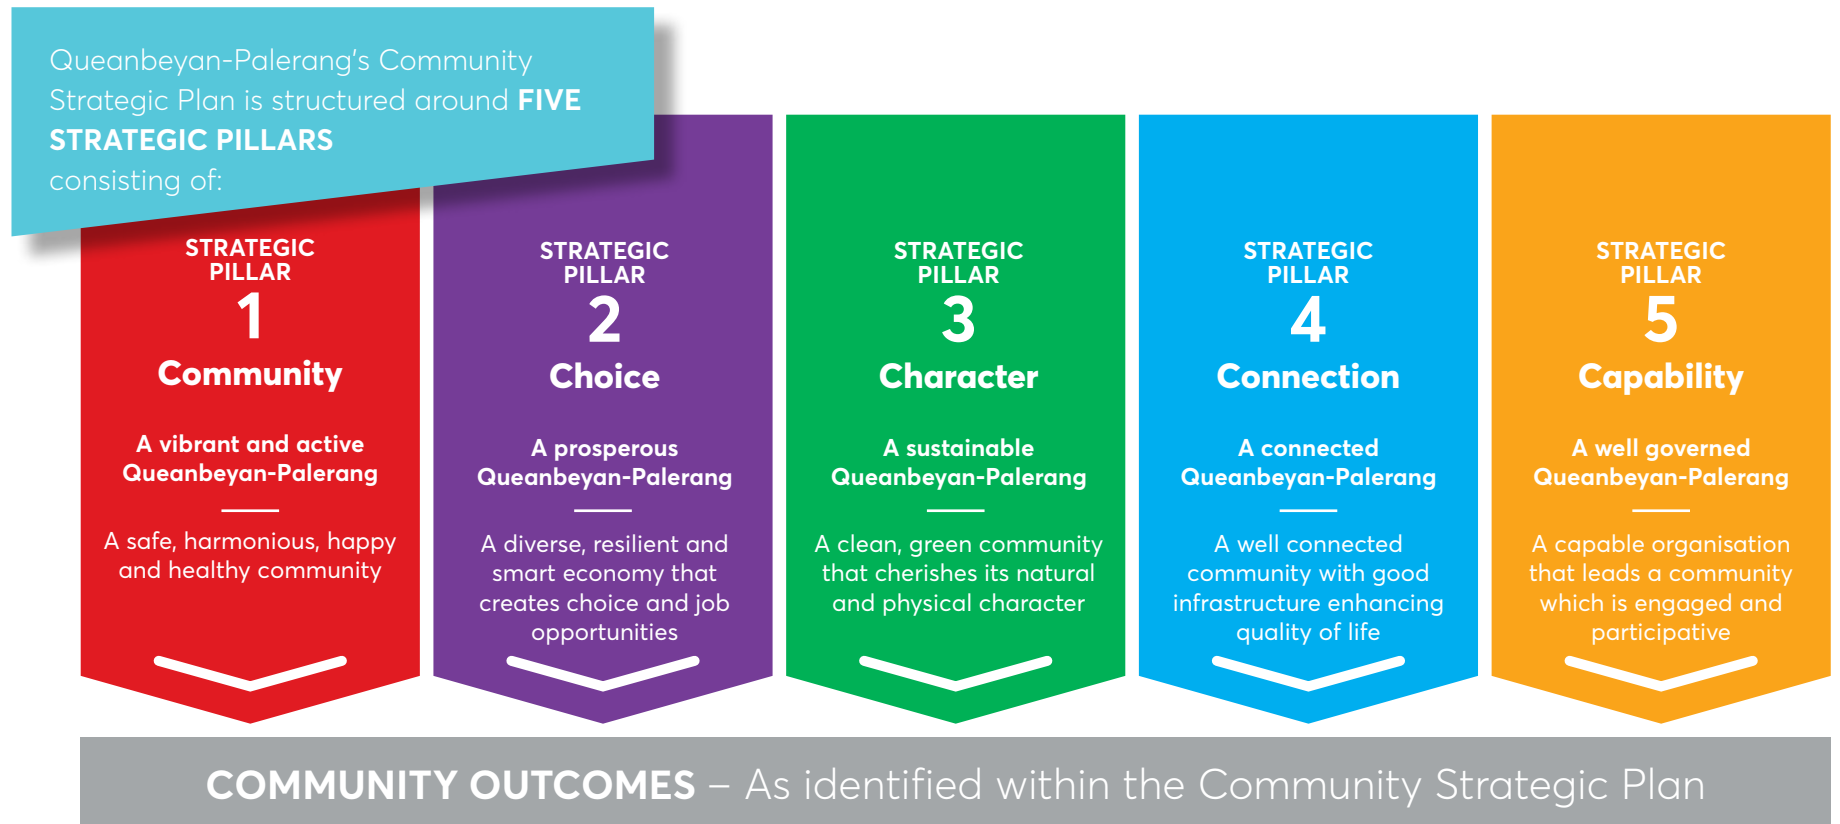 Queanbeyan-Palerang's Community
Strategic Plan is structured around FIVE
STRATEGIC PILLARS
consisting of:
STRATEGIC
PILLAR
1
Community
A vibrant and active
Queanbeyan-Palerang
A safe, harmonious, happy
and healthy community
STRATEGIC
PILLAR
2
Choice
A prosperous
Queanbeyan-Palerang
A diverse, resilient and
smart economy that
creates choice and job
opportunities
STRATEGIC
PILLAR
3
Character
A sustainable
Queanbeyan-Palerang
A clean, green community
that cherishes its natural
and physical character
STRATEGIC
PILLAR
4
Connection
A connected
Queanbeyan-Palerang
A well connected
community with good
infrastructure enhancing
quality of life
STRATEGIC
PILLAR
5
Capability
A well governed
Queanbeyan-Palerang
A capable organisation
that leads a community
which is engaged and
participative
COMMUNITY OUTCOMES – As identified within the Community Strategic Plan